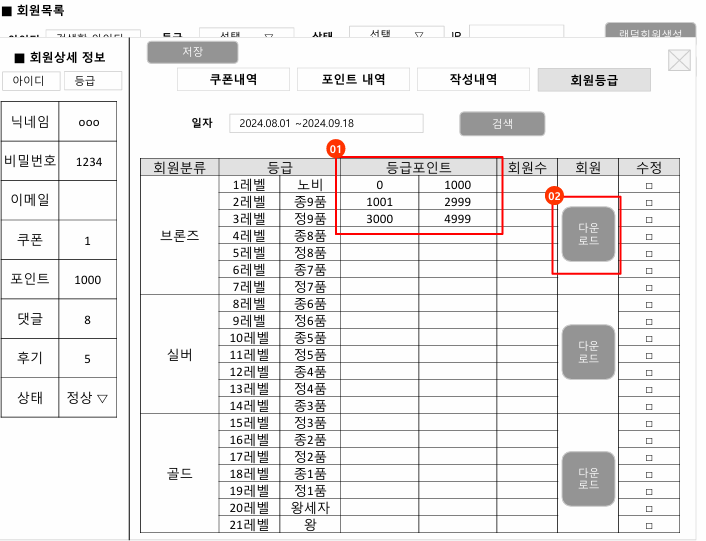 ■ 회원목록
선택 ▽ 선택 ▽ IP 랜덤회원생성
■ 회원상세 정보
저장
아이디 등급
쿠폰내역 포인트 내역 작성내역 회원등급
닉네임 ooo
비밀번호 1234
이메일
쿠폰 1
포인트 1000
댓글 8
후기 5
상태 정상 ▽
일자 2024.08.01 ~2024.09.18 검색
01
회원분류 등급 등급포인트 회원수 회원 수정
02
브론즈
1레벨 노비 0 1000 □
2레벨 종9품 1001 2999 □
3레벨 정9품 3000 4999 □
4레벨 종8품 □
5레벨 정8품 □
6레벨 종7품 □
7레벨 정7품 □
다운
로드
실버
8레벨 종6품 □
9레벨 정6품 □
10레벨 종5품 □
11레벨 정5품 □
12레벨 종4품 □
13레벨 정4품 □
14레벨 종3품 □
다운
로드
골드
15레벨 정3품 □
16레벨 종2품 □
17레벨 정2품 □
18레벨 종1품 □
19레벨 정1품 □
20레벨 왕세자 □
21레벨 왕 □
다운
로드